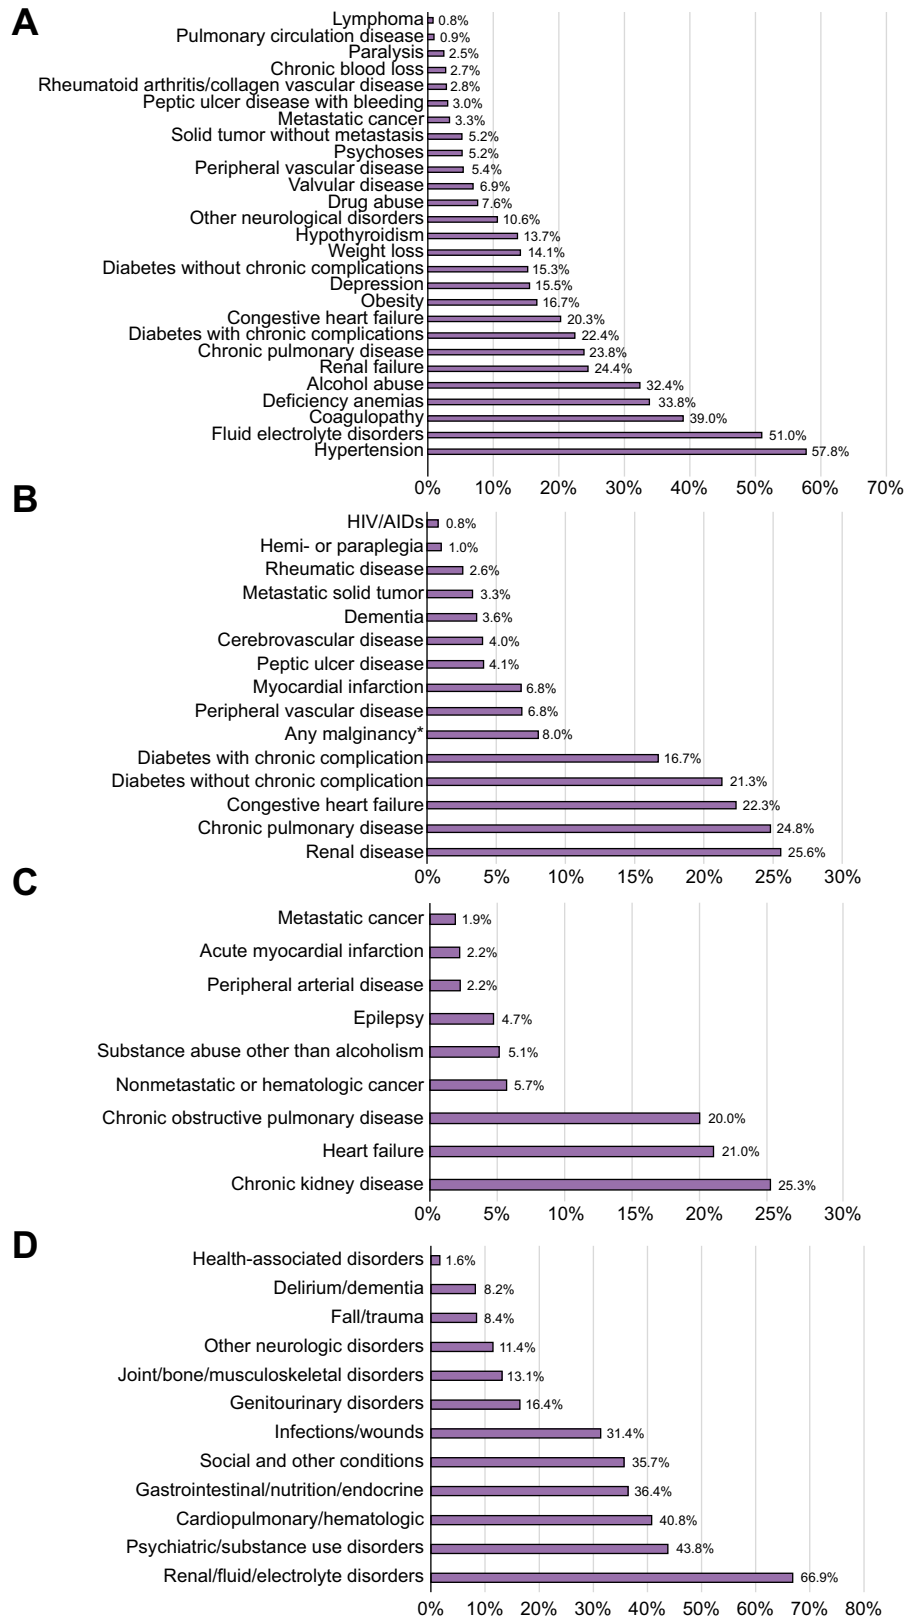 A
Lymphoma 0.8%
Pulmonary circulation disease 0.9%
Paralysis 2.5%
Chronic blood loss 2.7%
Rheumatoid arthritis/collagen vascular disease 2.8%
Peptic ulcer disease with bleeding 3.0%
Metastatic cancer 3.3%
Solid tumor without metastasis 5.2%
Psychoses 5.2%
Peripheral vascular disease 5.4%
Valvular disease 6.9%
Drug abuse 7.6%
Other neurological disorders 10.6%
Hypothyroidism 13.7%
Weight loss 14.1%
Diabetes without chronic complications 15.3%
Depression 15.5%
Obesity 16.7%
Congestive heart failure 20.3%
Diabetes with chronic complications 22.4%
Chronic pulmonary disease 23.8%
Renal failure 24.4%
Alcohol abuse 32.4%
Deficiency anemias 33.8%
Coagulopathy 39.0%
Fluid electrolyte disorders 51.0%
Hypertension 57.8%
0% 10% 20% 30% 40% 50% 60% 70%
B
HIV/AIDs 0.8%
Hemi- or paraplegia 1.0%
Rheumatic disease 2.6%
Metastatic solid tumor 3.3%
Dementia 3.6%
Cerebrovascular disease 4.0%
Peptic ulcer disease 4.1%
Myocardial infarction 6.8%
Peripheral vascular disease 6.8%
Any malginancy* 8.0%
Diabetes with chronic complication 16.7%
Diabetes without chronic complication 21.3%
Congestive heart failure 22.3%
Chronic pulmonary disease 24.8%
Renal disease 25.6%
0% 5% 10% 15% 20% 25% 30%
C
Metastatic cancer 1.9%
Acute myocardial infarction 2.2%
Peripheral arterial disease 2.2%
Epilepsy 4.7%
Substance abuse other than alcoholism 5.1%
Nonmetastatic or hematologic cancer 5.7%
Chronic obstructive pulmonary disease 20.0%
Heart failure 21.0%
Chronic kidney disease 25.3%
0% 5% 10% 15% 20% 25% 30%
D
Health-associated disorders 1.6%
Delirium/dementia 8.2%
Fall/trauma 8.4%
Other neurologic disorders 11.4%
Joint/bone/musculoskeletal disorders 13.1%
Genitourinary disorders 16.4%
Infections/wounds 31.4%
Social and other conditions 35.7%
Gastrointestinal/nutrition/endocrine 36.4%
Cardiopulmonary/hematologic 40.8%
Psychiatric/substance use disorders 43.8%
Renal/fluid/electrolyte disorders 66.9%
0% 10% 20% 30% 40% 50% 60% 70% 80%